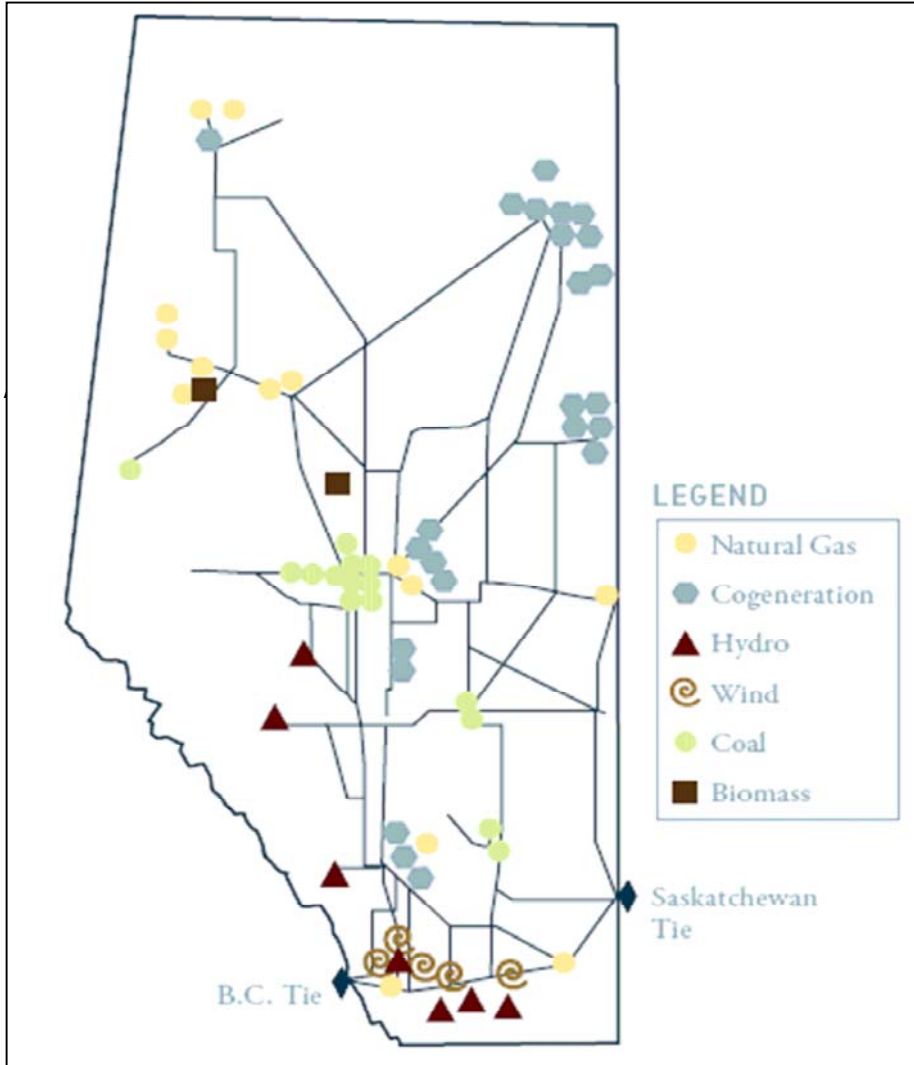 LEGEND
Natural Gas
Cogeneration
Hydro
Wind
Coal
Biomass
Saskatchewan
Tie
B.C. Tie